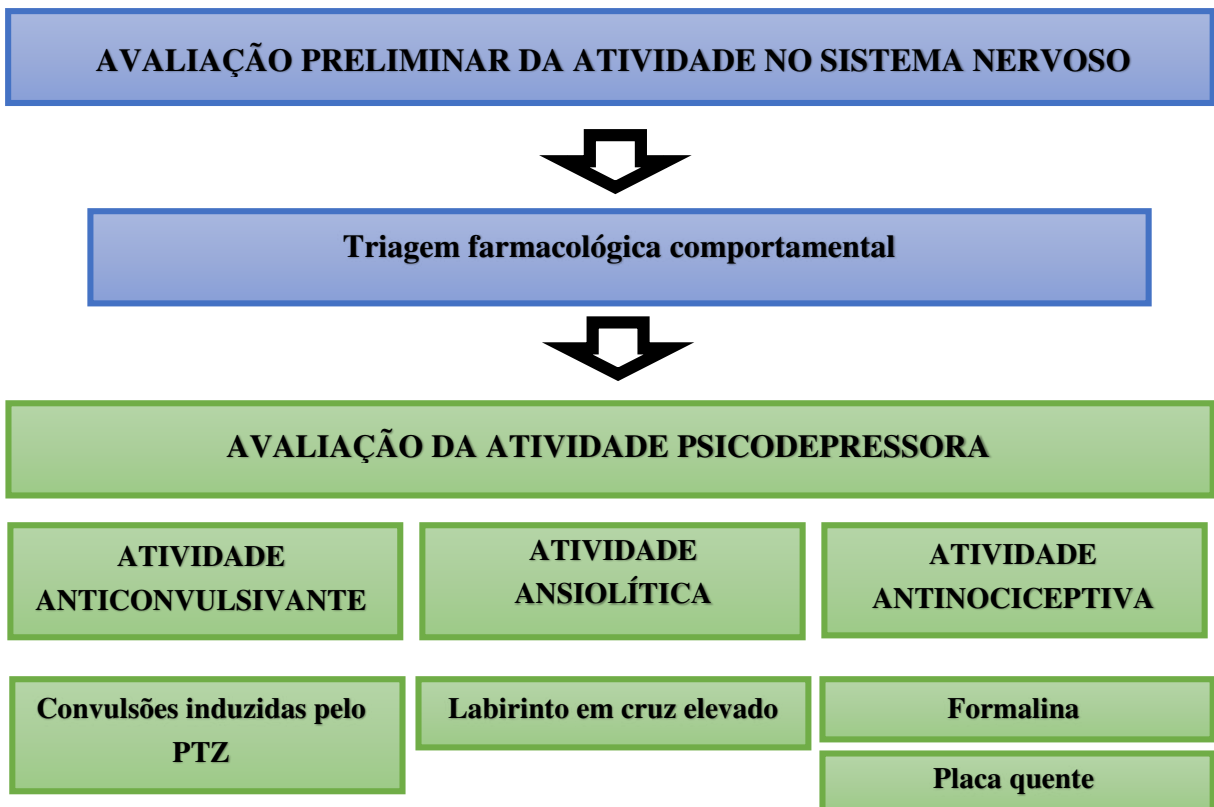 AVALIAÇÃO PRELIMINAR DA ATIVIDADE NO SISTEMA NERVOSO
Triagem farmacológica comportamental
AVALIAÇÃO DA ATIVIDADE PSICODEPRESSORA
ATIVIDADE
ANTICONVULSIVANTE
ATIVIDADE
ANSIOLÍTICA
ATIVIDADE
ANTINOCICEPTIVA
Convulsões induzidas pelo
PTZ
Labirinto em cruz elevado
Formalina
Placa quente